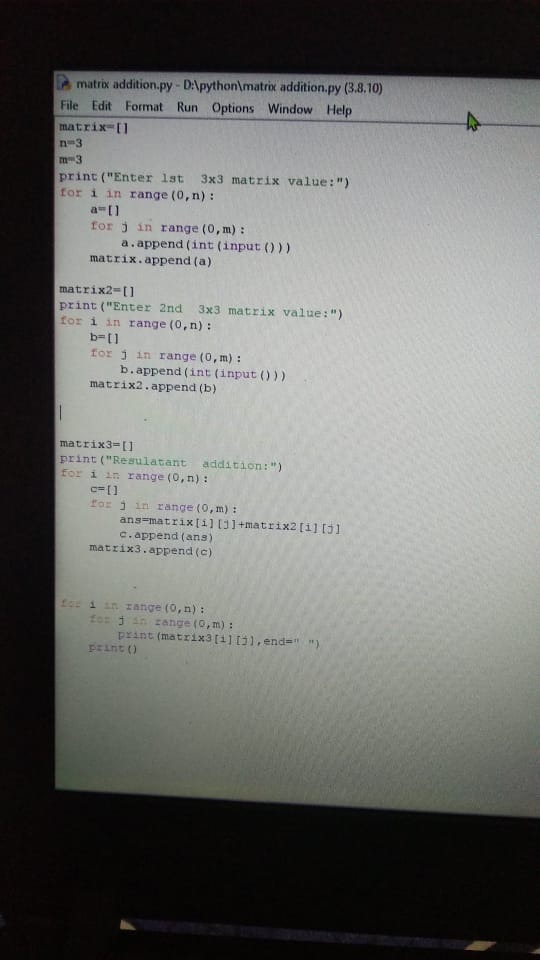 matrix addition.py - D:\python\matrix addition.py (3.8.10)
File Edit Format Run Options Window Help
matrix=[]
n=3
m=3
print("Enter 1st  3x3 matrix value:")
for i in range(0,n):
    a=[]
    for j in range(0,m):
        a.append(int(input()))
    matrix.append(a)

matrix2=[]
print("Enter 2nd  3x3 matrix value:")
for i in range(0,n):
    b=[]
    for j in range(0,m):
        b.append(int(input()))
    matrix2.append(b)

matrix3=[]
print("Resulatant  addition:")
for i in range(0,n):
    c=[]
    for j in range(0,m):
        ans=matrix[i][j]+matrix2[i][j]
        c.append(ans)
    matrix3.append(c)

for i in range(0,n):
    for j in range(0,m):
        print(matrix3[i][j],end=" ")
    print()